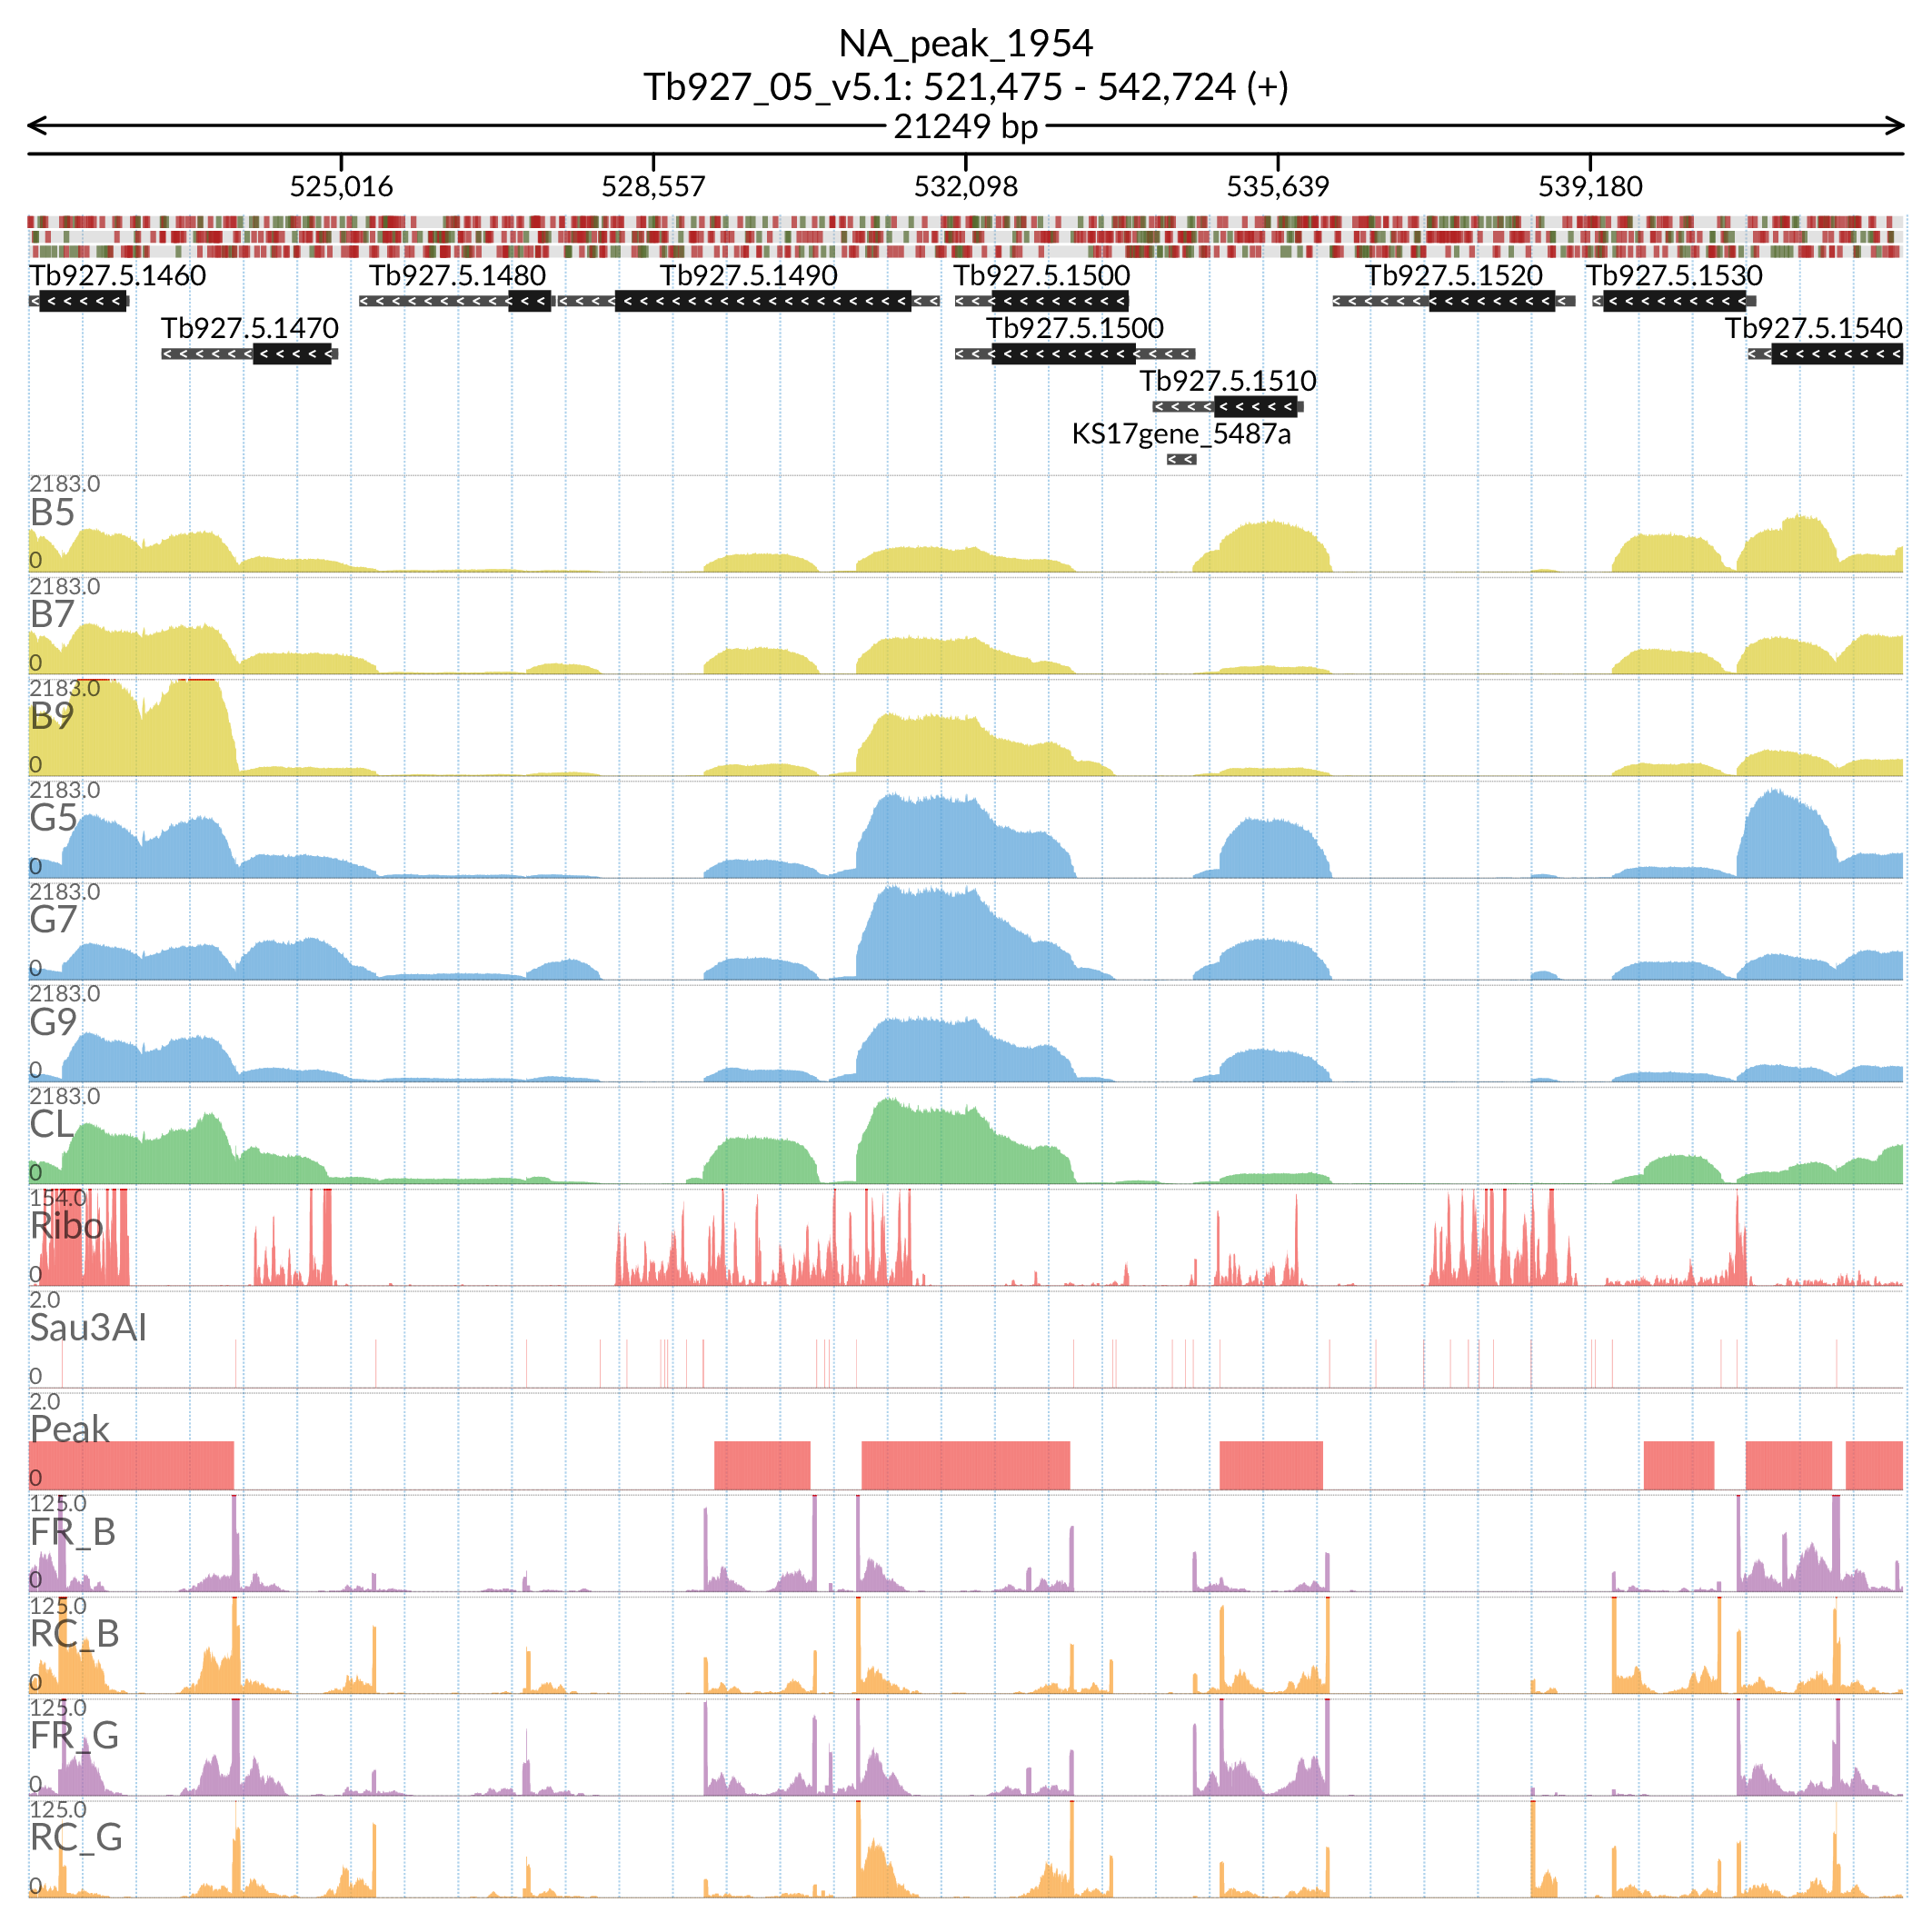 NA_peak_1954
Tb927_05_v5.1: 521,475 - 542,724 (+)
21249 bp
525,016 528,557 532,098 535,639 539,180
Tb927.5.1460 Tb927.5.1480 Tb927.5.1490 Tb927.5.1500 Tb927.5.1520 Tb927.5.1530
Tb927.5.1470 Tb927.5.1500 Tb927.5.1540
Tb927.5.1510
KS17gene_5487a
2183.0
B5
0
2183.0
B7
0
2183.0
B9
0
2183.0
G5
0
2183.0
G7
0
2183.0
G9
0
2183.0
CL
0
154.0
Ribo
0
2.0
Sau3AI
0
2.0
Peak
0
125.0
FR_B
0
125.0
RC_B
0
125.0
FR_G
0
125.0
RC_G
0